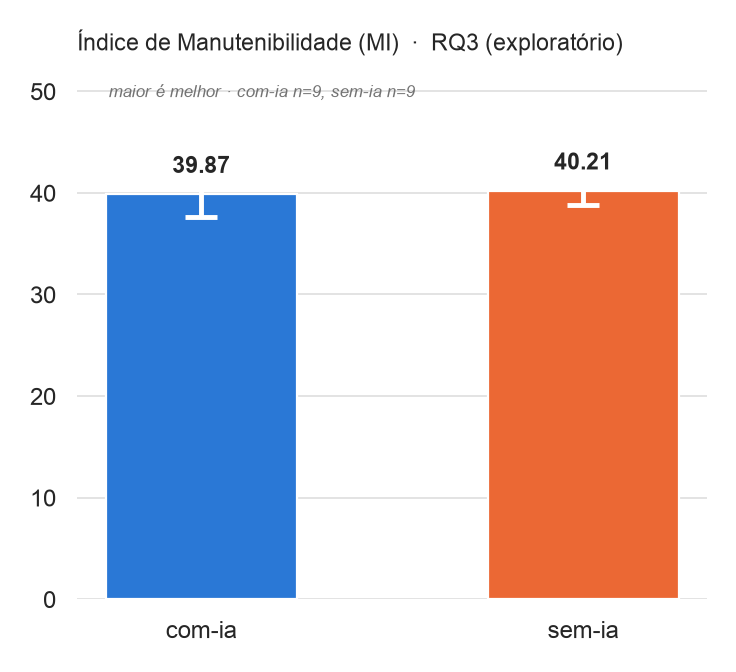 Índice de Manutenibilidade (MI) · RQ3 (exploratório)
50
maior é melhor · com-ia n=9, sem-ia n=9
39.87
40.21
40
30
20
10
0
com-ia
sem-ia